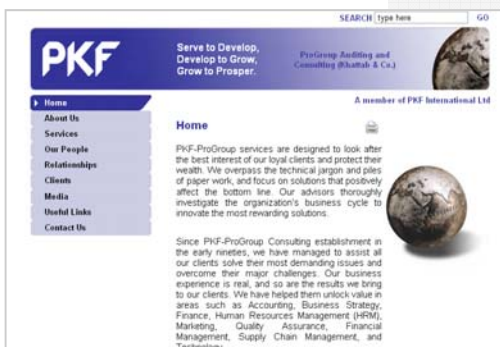 SEARCH type here GO
PKF
Serve to Develop,
Develop to Grow,
Grow to Prosper.
ProGroup Auditing and
Consulting (Khattab & Co.)
A member of PKF International Ltd
Home
About Us
Services
Our People
Relationships
Clients
Media
Useful Links
Contact Us
Home
PKF-ProGroup services are designed to look after
the best interest of our loyal clients and protect their
wealth. We overpass the technical jargon and piles
of paper work, and focus on solutions that positively
affect the bottom line. Our advisors thoroughly
investigate the organization's business cycle to
innovate the most rewarding solutions.
Since PKF-ProGroup Consulting establishment in
the early nineties, we have managed to assist all
our clients solve their most demanding issues and
overcome their major challenges. Our business
experience is real, and so are the results we bring
to our clients. We have helped them unlock value in
areas such as Accounting, Business Strategy,
Finance, Human Resources Management (HRM),
Marketing, Quality Assurance, Financial
Management, Supply Chain Management, and
Technology